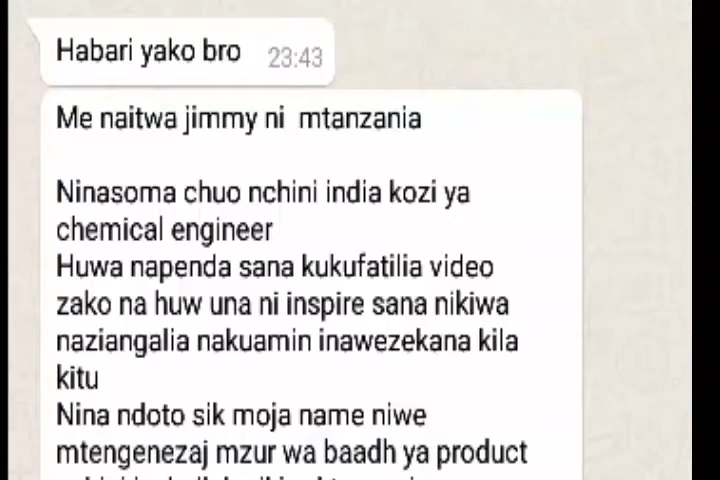 Habari yako bro 23:43
Me naitwa jimmy ni mtanzania
Ninasoma chuo nchini india kozi ya
chemical engineer
Huwa napenda sana kukufatilia video
zako na huw una ni inspire sana nikiwa
naziangalia nakuamin inawezekana kila
kitu
Nina ndoto sik moja name niwe
mtengenezaj mzur wa baadh ya product